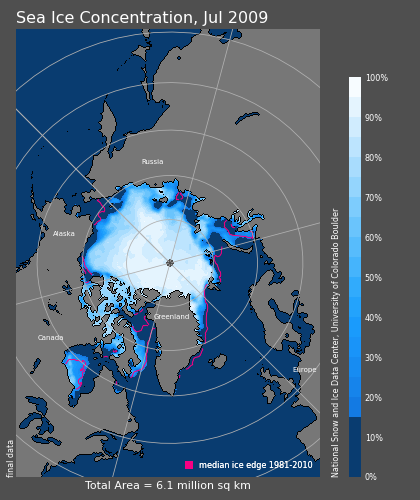 Sea Ice Concentration, Jul 2009
Russia
Alaska
Greenland
Canada
Europe
median ice edge 1981-2010
Total Area = 6.1 million sq km
final data
National Snow and Ice Data Center, University of Colorado Boulder
100%
90%
80%
70%
60%
50%
40%
30%
20%
10%
0%